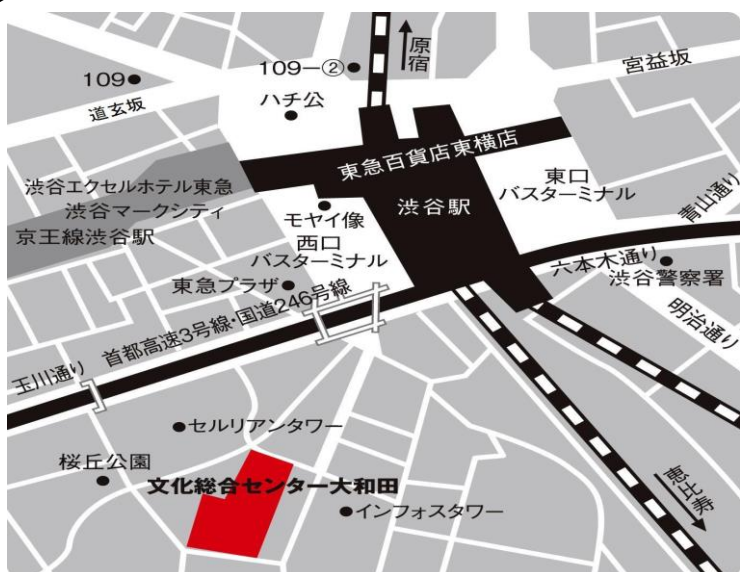 原宿
109-②
宮益坂
109
ハチ公
道玄坂
東急百貨店東横店
東口
バスターミナル
渋谷エクセルホテル東急
渋谷マークシティ
京王線渋谷駅
渋谷駅
モヤイ像
西口
バスターミナル
青山通り
東急プラザ
六本木通り
渋谷警察署
明治通り
首都高速3号線・国道246号線
玉川通り
セルリアンタワー
桜丘公園
文化総合センター大和田
インフォスタワー
恵比寿